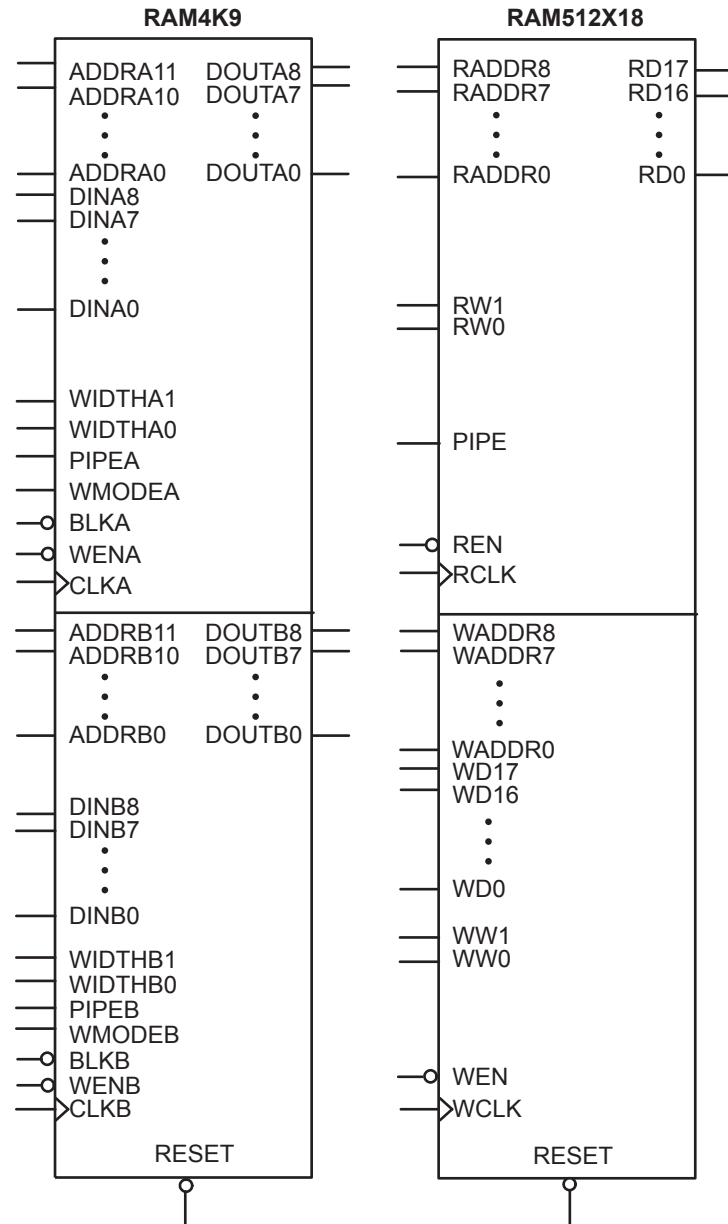 RAM4K9
ADDRA11 DOUTA8
ADDRA10 DOUTA7
ADDRA0 DOUTA0
DINA8
DINA7
DINA0
WIDTHA1
WIDTHA0
PIPEA
WMODEA
BLKA
WENA
CLKA
ADDRB11 DOUTB8
ADDRB10 DOUTB7
ADDRB0 DOUTB0
DINB8
DINB7
DINB0
WIDTHB1
WIDTHB0
PIPEB
WMODEB
BLKB
WENB
CLKB
RESET
RAM512X18
RADDR8 RD17
RADDR7 RD16
RADDR0 RD0
RW1
RW0
PIPE
REN
RCLK
WADDR8
WADDR7
WADDR0
WD17
WD16
WD0
WW1
WW0
WEN
WCLK
RESET